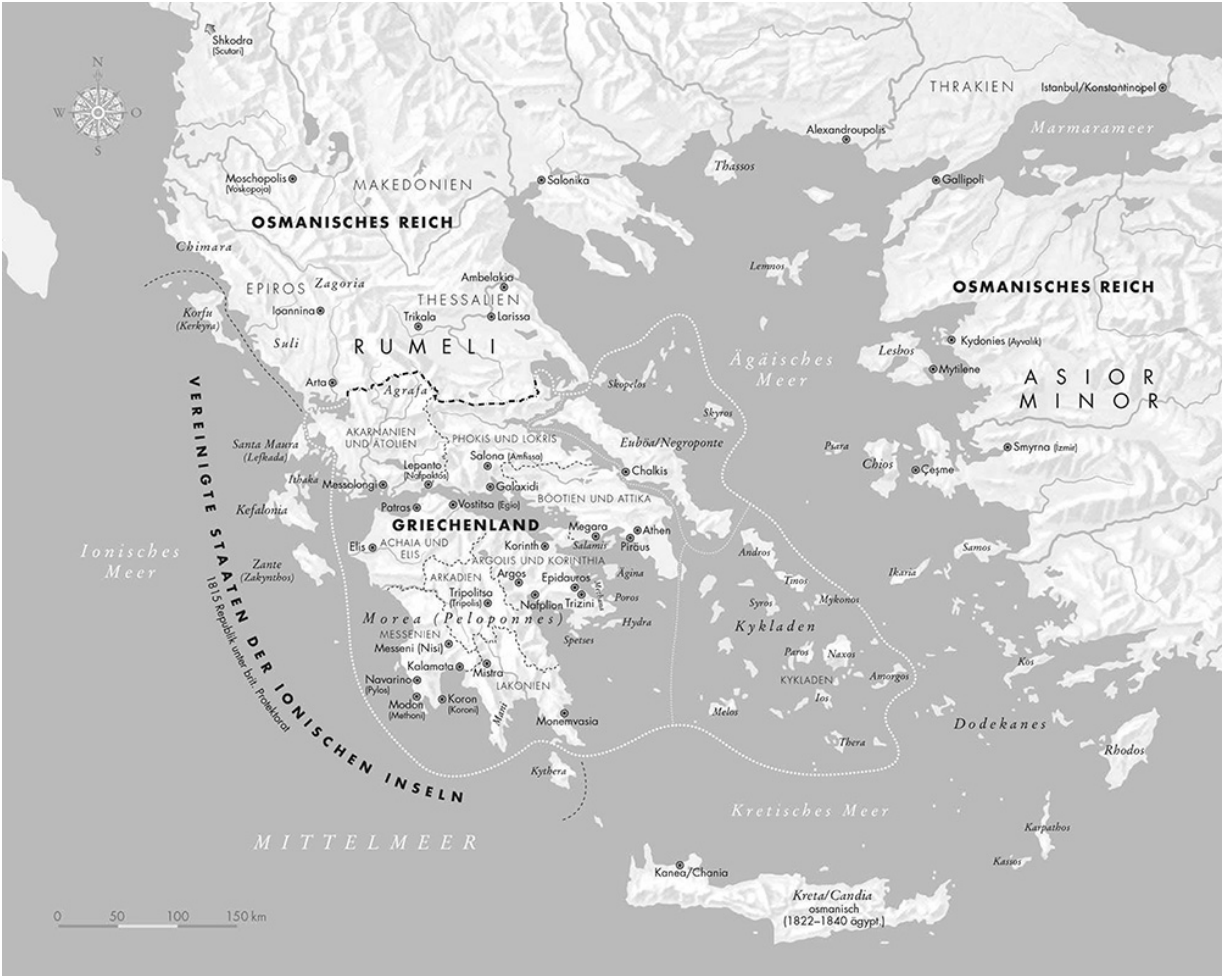 Shkodra
(Scutari)
N
W
O
S
THRAKIEN
Istanbul/Konstantinopel
Marmarameer
Alexandroupolis
Thassos
Moschopolis
(Voskopoja)
MAKEDONIEN
Salonika
Gallipoli
OSMANISCHES REICH
Chimara
Lemnos
Ambelakia
EPIROS
Zagoria
THESSALIEN
OSMANISCHES REICH
Korfu
(Kerkyra)
Ioannina
Trikala
Larissa
Suli
RUMELI
Kydonies (Ayvalik)
Lesbos
Ägäisches
Meer
Mytilene
Arta
Agrafa
Skopelos
ASIOR
MINOR
Skyros
AKARNANIEN
UND ÄTOLIEN
PHOKIS UND LOKRIS
Euböa/Negroponte
Santa Maura
(Lefkada)
Salona (Amfissa)
Psara
Smyrna (Izmir)
Lepanto
(Nafpaktos)
Chalkis
Chios
Çeşme
Ithaka
Messolongi
Galaxidi
BÖOTIEN UND ATTIKA
Kefalonia
Patras
Vostitsa (Egio)
GRIECHENLAND
Megara
Athen
Elis
ACHAIA UND
ELIS
Korinth
Salamis
Piräus
Andros
Samos
Ionisches
Meer
ARGOLIS UND KORINTHIA
Zante
(Zakynthos)
ARKADIEN
Argos
Epidauros
Ägina
Tinos
Ikaria
Tripolitsa
(Tripolis)
Nafplion
Trizini
Poros
Syros
Mykonos
Morea (Peloponnes)
Hydra
Kykladen
MESSENIEN
Messeni (Nisi)
Spetses
Paros
Naxos
Kos
Kalamata
Mistra
KYKLADEN
Amorgos
Navarino
(Pylos)
LAKONIEN
Ios
Modon
(Methoni)
Koron
(Koroni)
Mani
Monemvasia
Melos
Dodekanes
Thera
Rhodos
VEREINIGTE STAATEN DER IONISCHEN INSELN
1815 Republik unter brit. Protektorat
Kythera
Kretisches Meer
MITTELMEER
Karpathos
Kassos
Kanea/Chania
Kreta/Candia
osmanisch
(1822–1840 ägypt.)
0 50 100 150 km